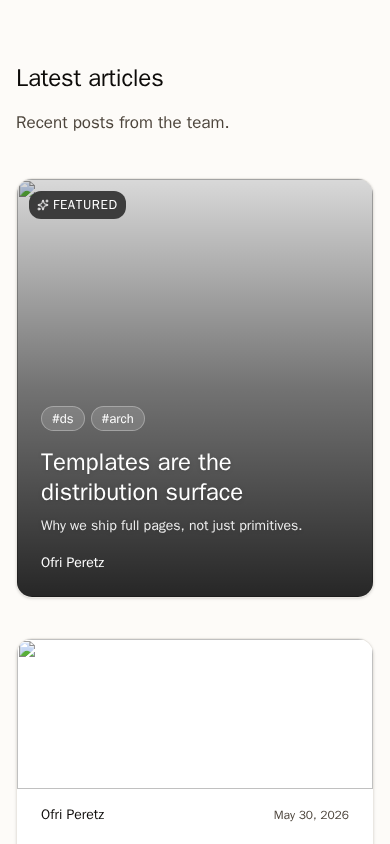 Latest articles
Recent posts from the team.
FEATURED
#ds #arch
Templates are the
distribution surface
Why we ship full pages, not just primitives.
Ofri Peretz
Ofri Peretz May 30, 2026